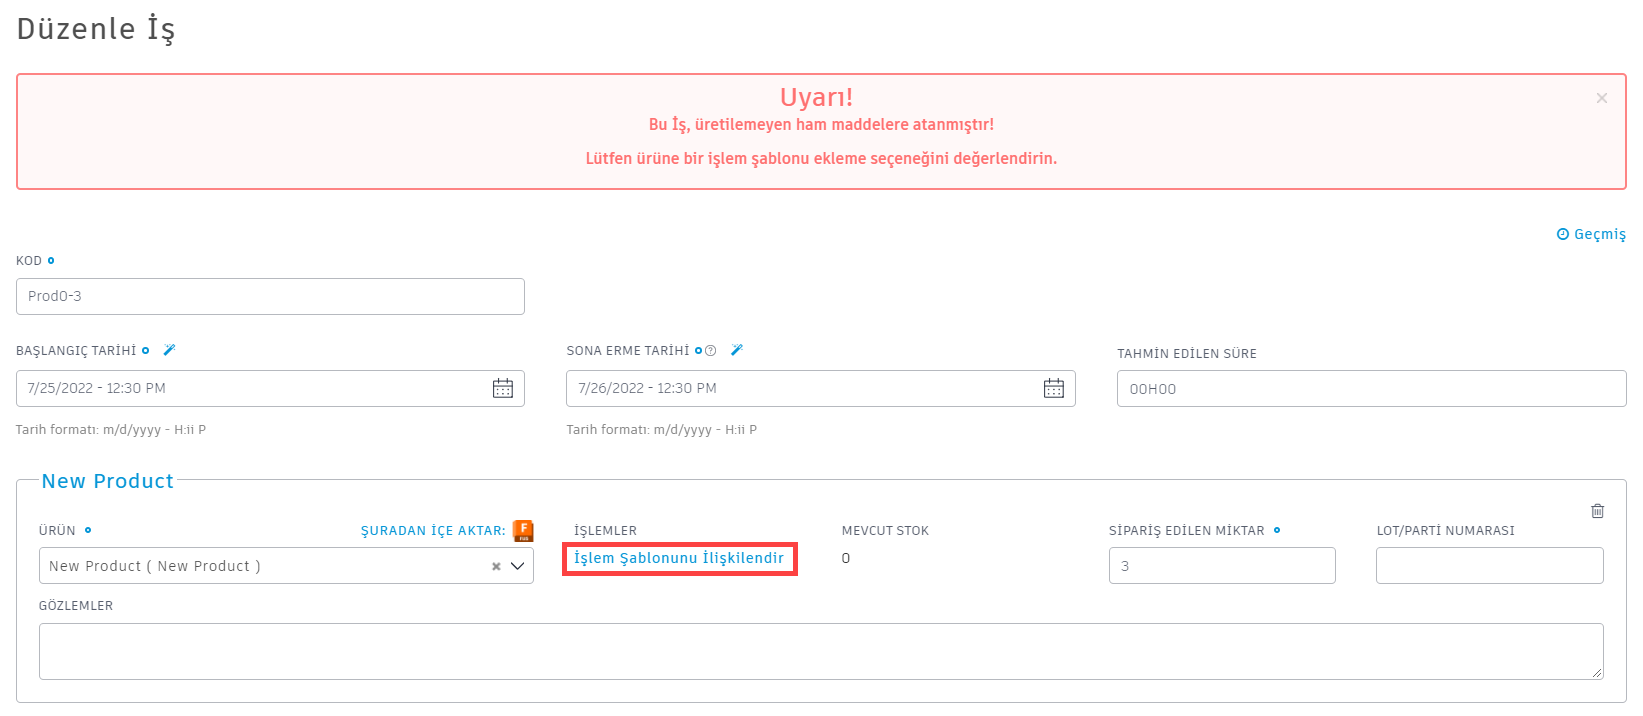 Düzenle İş
Uyarı!
Bu İş, üretilemeyen ham maddelere atanmıştır!
Lütfen ürüne bir işlem şablonu ekleme seçeneğini değerlendirin.
Geçmiş
KOD
Prod0-3
BAŞLANGIÇ TARİHİ
SONA ERME TARİHİ
TAHMİN EDİLEN SÜRE
7/25/2022 - 12:30 PM
7/26/2022 - 12:30 PM
00H00
Tarih formatı: m/d/yyyy - H:ii P
Tarih formatı: m/d/yyyy - H:ii P
New Product
ÜRÜN
ŞURADAN İÇE AKTAR:
İŞLEMLER
MEVCUT STOK
SİPARİŞ EDİLEN MİKTAR
LOT/PARTİ NUMARASI
New Product ( New Product )
İşlem Şablonunu İlişkilendir
0
3
GÖZLEMLER